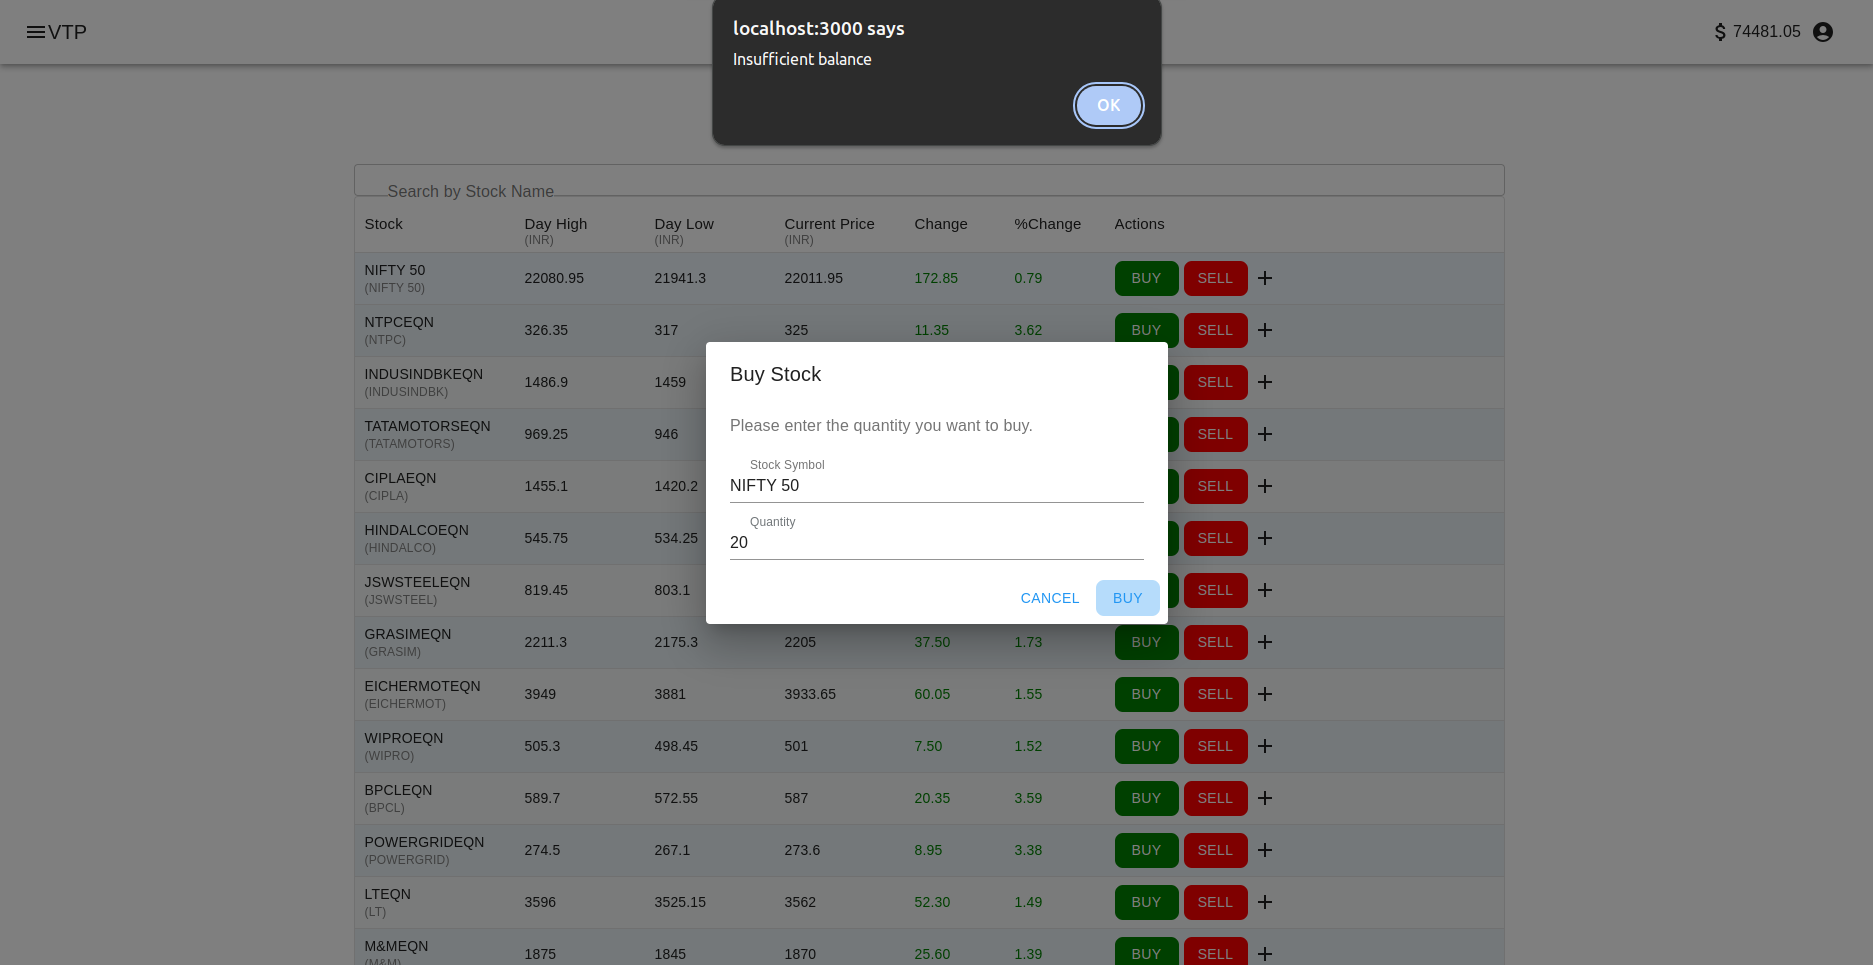 VTP
74481.05
localhost:3000 says
Insufficient balance
OK
Search by Stock Name
Stock Day High Day Low Current Price Change %Change Actions
(INR) (INR) (INR)
NIFTY 50 22080.95 21941.3 22011.95 172.85 0.79 BUY SELL
(NIFTY 50)
NTPCEQN 326.35 317 325 11.35 3.62 BUY SELL
(NTPC)
INDUSINDBKEQN 1486.9 1459 SELL
(INDUSINDBK)
TATAMOTORSEQN 969.25 946 SELL
(TATAMOTORS)
CIPLAEQN 1455.1 1420.2 SELL
(CIPLA)
HINDALCOEQN 545.75 534.25 SELL
(HINDALCO)
JSWSTEELEQN 819.45 803.1 SELL
(JSWSTEEL)
Buy Stock
Please enter the quantity you want to buy.
Stock Symbol
NIFTY 50
Quantity
20
CANCEL BUY
GRASIMEQN 2211.3 2175.3 2205 37.50 1.73 BUY SELL
(GRASIM)
EICHERMOTEQN 3949 3881 3933.65 60.05 1.55 BUY SELL
(EICHERMOT)
WIPROEQN 505.3 498.45 501 7.50 1.52 BUY SELL
(WIPRO)
BPCLEQN 589.7 572.55 587 20.35 3.59 BUY SELL
(BPCL)
POWERGRIDEQN 274.5 267.1 273.6 8.95 3.38 BUY SELL
(POWERGRID)
LTEQN 3596 3525.15 3562 52.30 1.49 BUY SELL
(LT)
M&MEQN 1875 1845 1870 25.60 1.39 BUY SELL
(M&M)